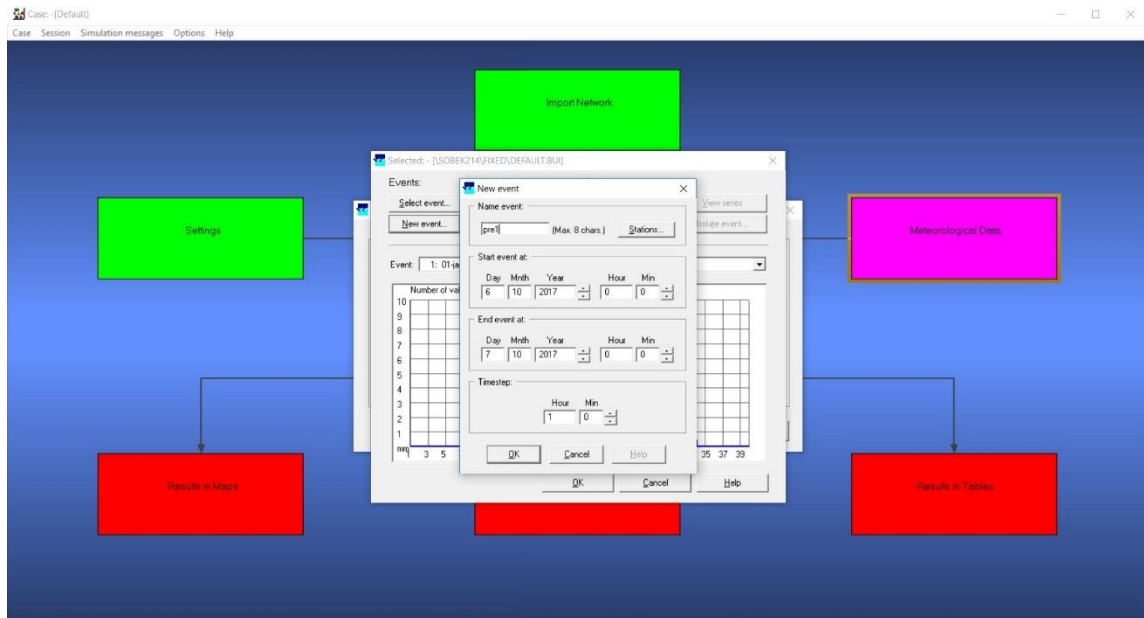 Case: -[Default]
Case Session Simulation messages Options Help
Import Network
Settings
Meteorological Data
Selected: - [\SOBEK214\FIXED\DEFAULT.BUI]
Events:
Select event...
New event...
View series
Isolate event...
Event: 1: 01-ja
Number of val
10
9
8
7
6
5
4
3
2
1
3 5
35 37 39
OK Cancel Help
New event
Name event:
pre1 (Max. 8 chars.) Stations...
Start event at:
Day Mnth Year Hour Min
6 10 2017 0 0
End event at:
Day Mnth Year Hour Min
7 10 2017 0 0
Timestep:
Hour Min
1 0
OK Cancel Help
Results in Maps
Results in Tables